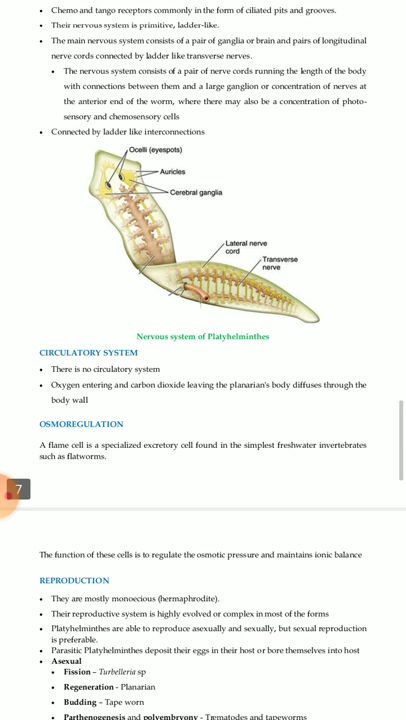 • Chemo and tango receptors commonly in the form of ciliated pits and grooves.
• Their nervous system is primitive, ladder-like.
• The main nervous system consists of a pair of ganglia or brain and pairs of longitudinal
nerve cords connected by ladder like transverse nerves.
• The nervous system consists of a pair of nerve cords running the length of the body
with connections between them and a large ganglion or concentration of nerves at
the anterior end of the worm, where there may also be a concentration of photo-
sensory and chemosensory cells
• Connected by ladder like interconnections
Ocelli (eyespots)
Auricles
Cerebral ganglia
Lateral nerve
cord
Transverse
nerve
Nervous system of Platyhelminthes
CIRCULATORY SYSTEM
• There is no circulatory system
• Oxygen entering and carbon dioxide leaving the planarian's body diffuses through the
body wall
OSMOREGULATION
A flame cell is a specialized excretory cell found in the simplest freshwater invertebrates
such as flatworms.
7
The function of these cells is to regulate the osmotic pressure and maintains ionic balance
REPRODUCTION
• They are mostly monoecious (hermaphrodite).
• Their reproductive system is highly evolved or complex in most of the forms
• Platyhelminthes are able to reproduce asexually and sexually, but sexual reproduction
is preferable.
• Parasitic Platyhelminthes deposit their eggs in their host or bore themselves into host
• Asexual
• Fission – Turbelleria sp
• Regeneration - Planarian
• Budding – Tape worm
• Parthenogenesis and polyembryony - Trematodes and tapeworms